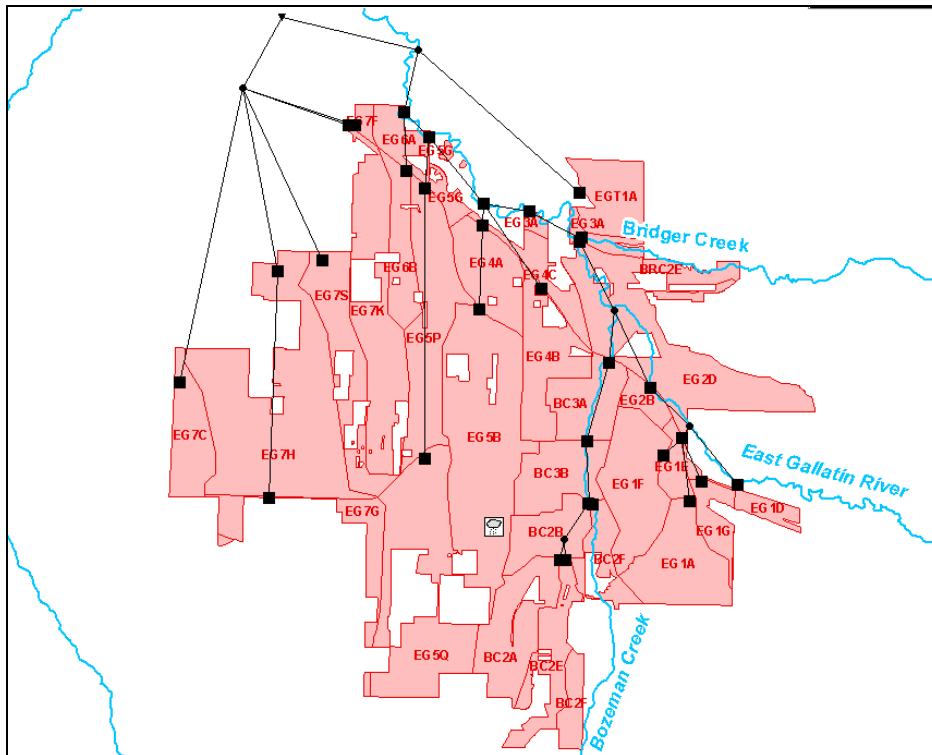 EG7F
EG6A
EG5G
EG5G
EGT1A
EG3A
EG3A
Bridger Creek
EG6B
EG4A
EG4C
BRC2E
EG7S
EG7K
EG5P
EG4B
EG2D
BC3A
EG2B
EG7C
EG5B
EG7H
BC3B
EG1E
East Gallatin River
EG1F
EG7G
EG1D
BC2B
EG1G
BC2F
EG1A
EG5Q
BC2A
BC2E
BC2F
Bozeman Creek